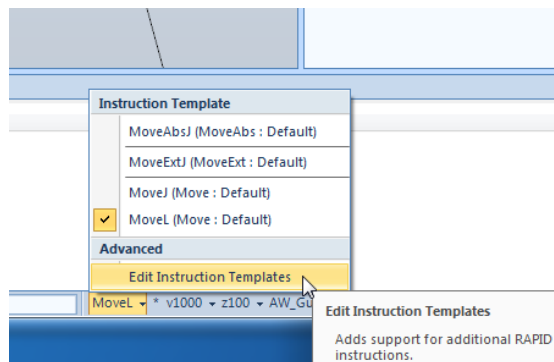 Instruction Template
MoveAbsJ (MoveAbs : Default)
MoveExtJ (MoveExt : Default)
MoveJ (Move : Default)
MoveL (Move : Default)
Advanced
Edit Instruction Templates
MoveL * v1000 z100 AW_Gu
Edit Instruction Templates
Adds support for additional RAPID
instructions.